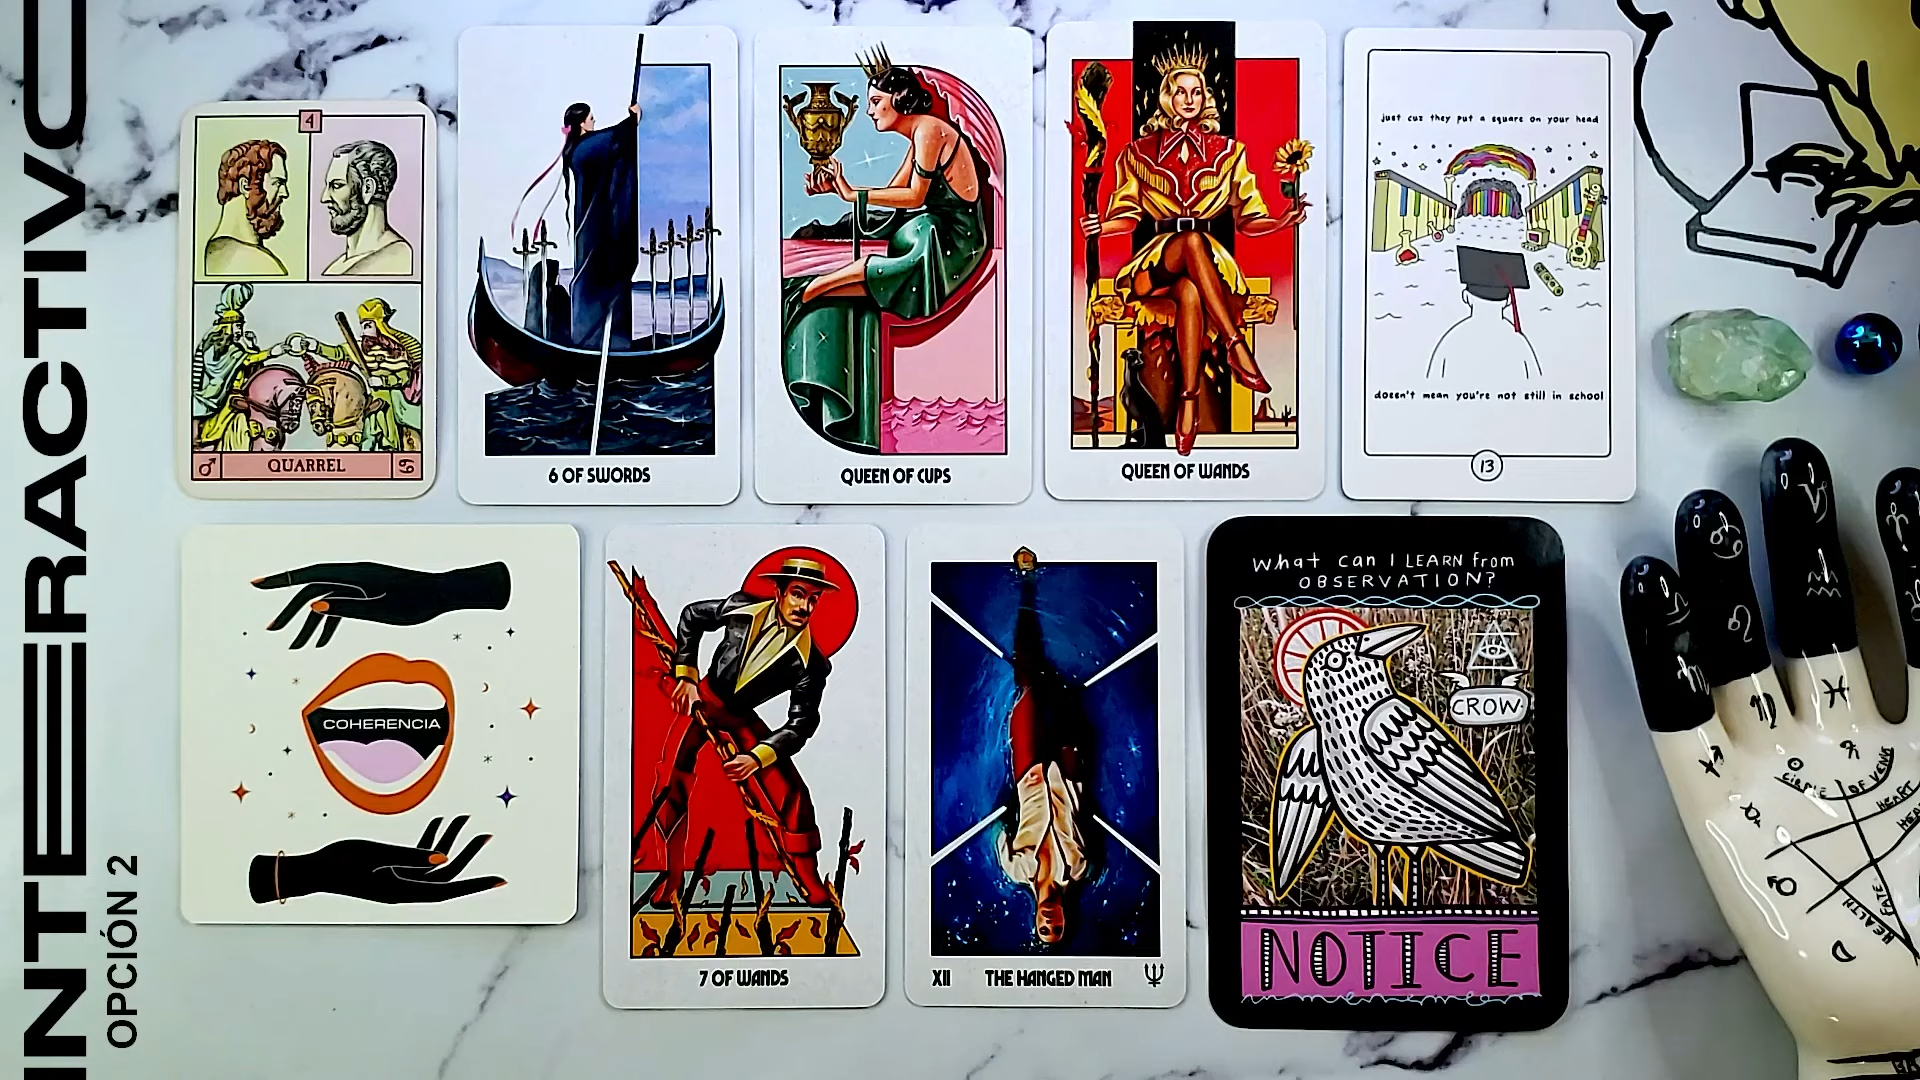 INTERACTIVO
OPCIÓN 2
4
QUARREL
6 OF SWORDS
QUEEN OF CUPS
QUEEN OF WANDS
just cuz they put a square on your head
doesn't mean you're not still in school
13
COHERENCIA
7 OF WANDS
XII THE HANGED MAN
What can I LEARN from
OBSERVATION?
CROW
NOTICE
CIRCLE OF VENUS
HEART
HEALTH
FATE